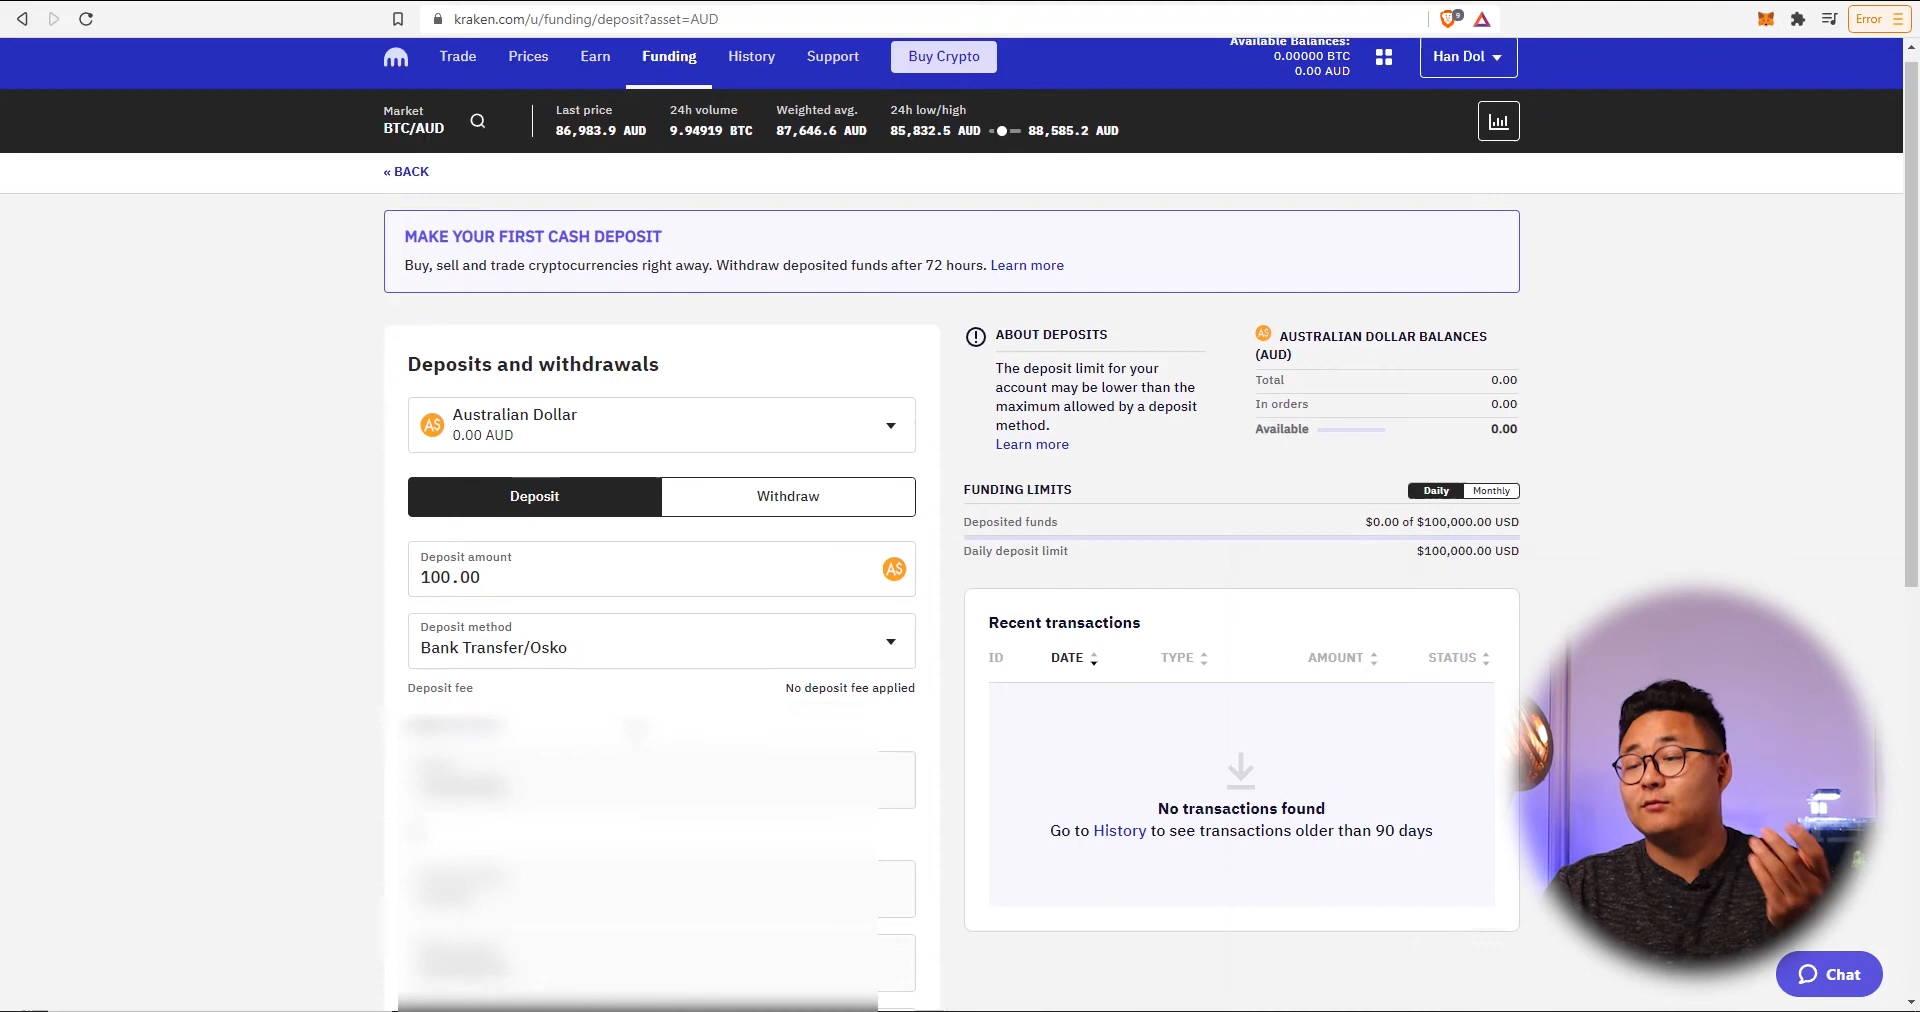 kraken.com/u/funding/deposit?asset=AUD
9
Error
Trade
Prices
Earn
Funding
History
Support
Buy Crypto
Available Balances:
0.00000 BTC
0.00 AUD
Han Dol
Market
BTC/AUD
Last price
86,983.9 AUD
24h volume
9.94919 BTC
Weighted avg.
87,646.6 AUD
24h low/high
85,832.5 AUD
88,585.2 AUD
« BACK
MAKE YOUR FIRST CASH DEPOSIT
Buy, sell and trade cryptocurrencies right away. Withdraw deposited funds after 72 hours. Learn more
Deposits and withdrawals
A$
Australian Dollar
0.00 AUD
Deposit
Withdraw
Deposit amount
100.00
A$
Deposit method
Bank Transfer/Osko
Deposit fee
No deposit fee applied
ABOUT DEPOSITS
The deposit limit for your
account may be lower than the
maximum allowed by a deposit
method.
Learn more
A$ AUSTRALIAN DOLLAR BALANCES
(AUD)
Total 0.00
In orders 0.00
Available 0.00
FUNDING LIMITS
Daily
Monthly
Deposited funds $0.00 of $100,000.00 USD
Daily deposit limit $100,000.00 USD
Recent transactions
ID DATE TYPE AMOUNT STATUS
No transactions found
Go to History to see transactions older than 90 days
Chat